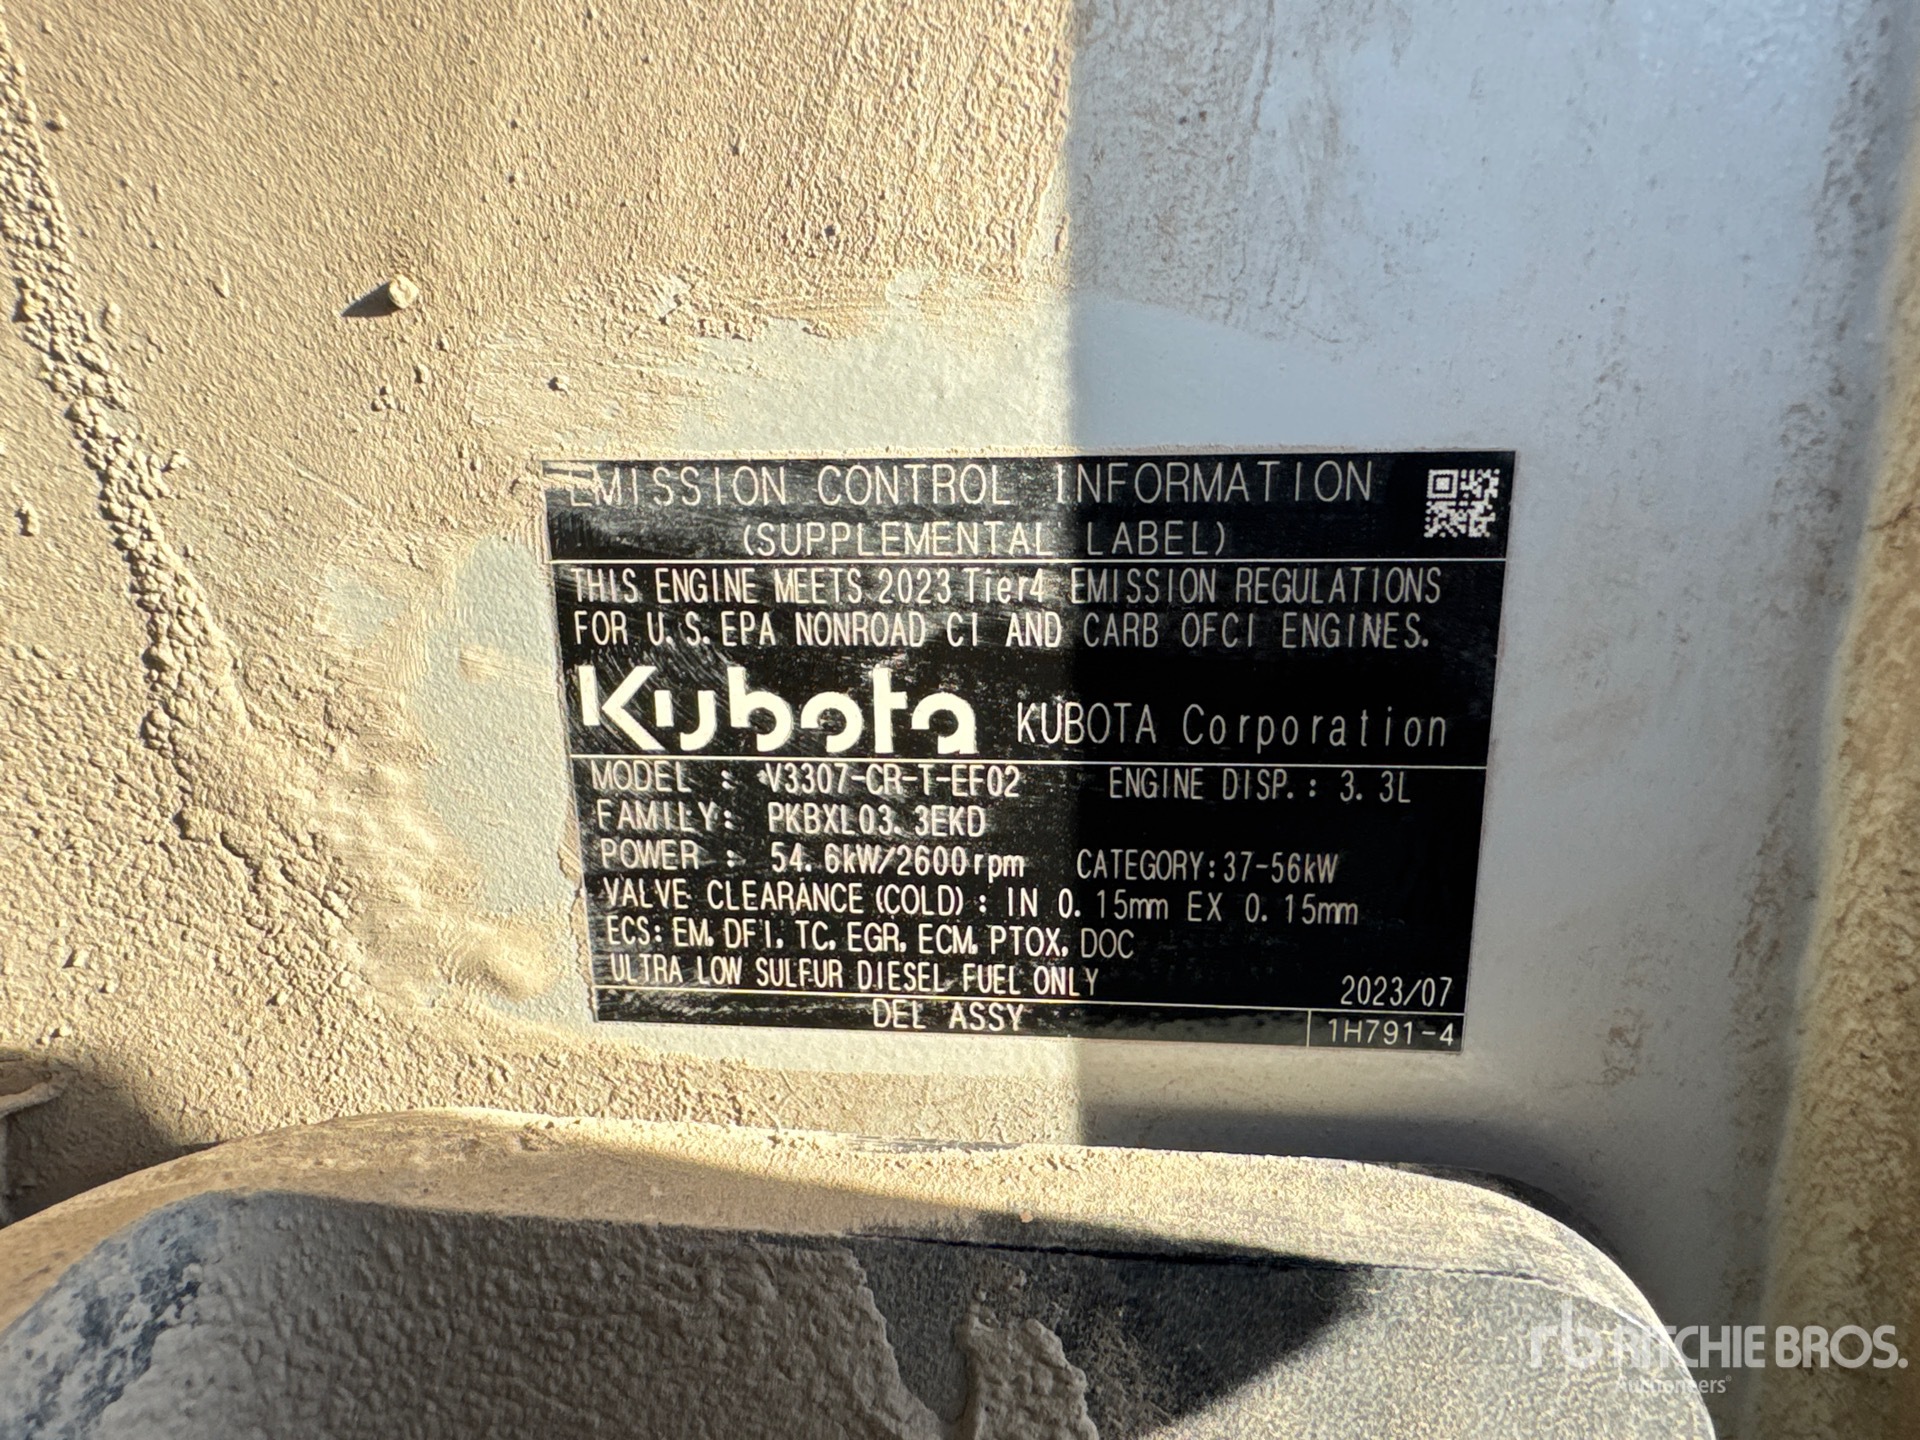 EMISSION CONTROL INFORMATION
(SUPPLEMENTAL LABEL)
THIS ENGINE MEETS 2023 Tier4 EMISSION REGULATIONS
FOR U.S. EPA NONROAD CI AND CARB OFCI ENGINES.
Kubota KUBOTA Corporation
MODEL : *V3307-CR-T-EF02 ENGINE DISP.: 3.3L
FAMILY: PKBXL03.3EKD
POWER : 54.6kW/2600rpm CATEGORY:37-56kW
VALVE CLEARANCE (COLD): IN 0.15mm EX 0.15mm
ECS: EM, DFI, TC, EGR, ECM, PTOX, DOC
ULTRA LOW SULFUR DIESEL FUEL ONLY 2023/07
DEL ASSY 1H791-4
rb RITCHIE BROS.
Auctioneers